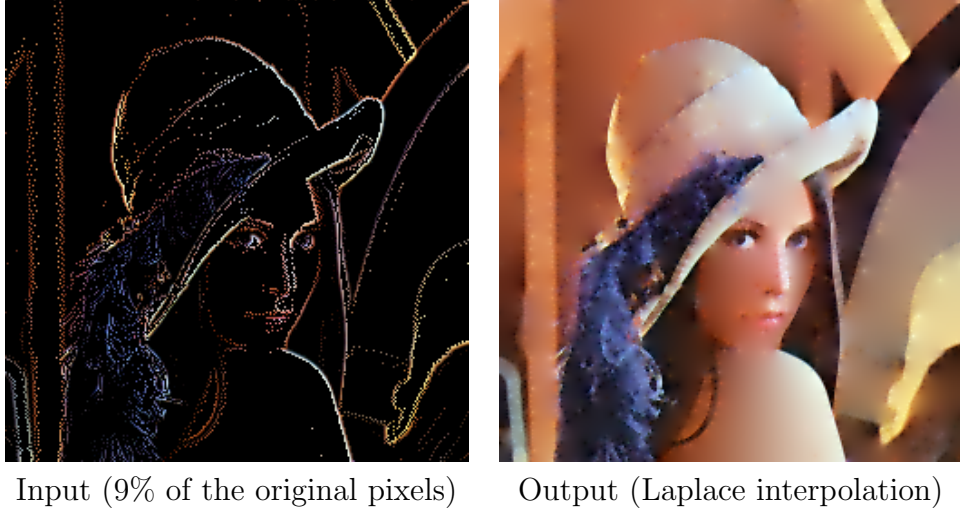 Input (9% of the original pixels)
Output (Laplace interpolation)